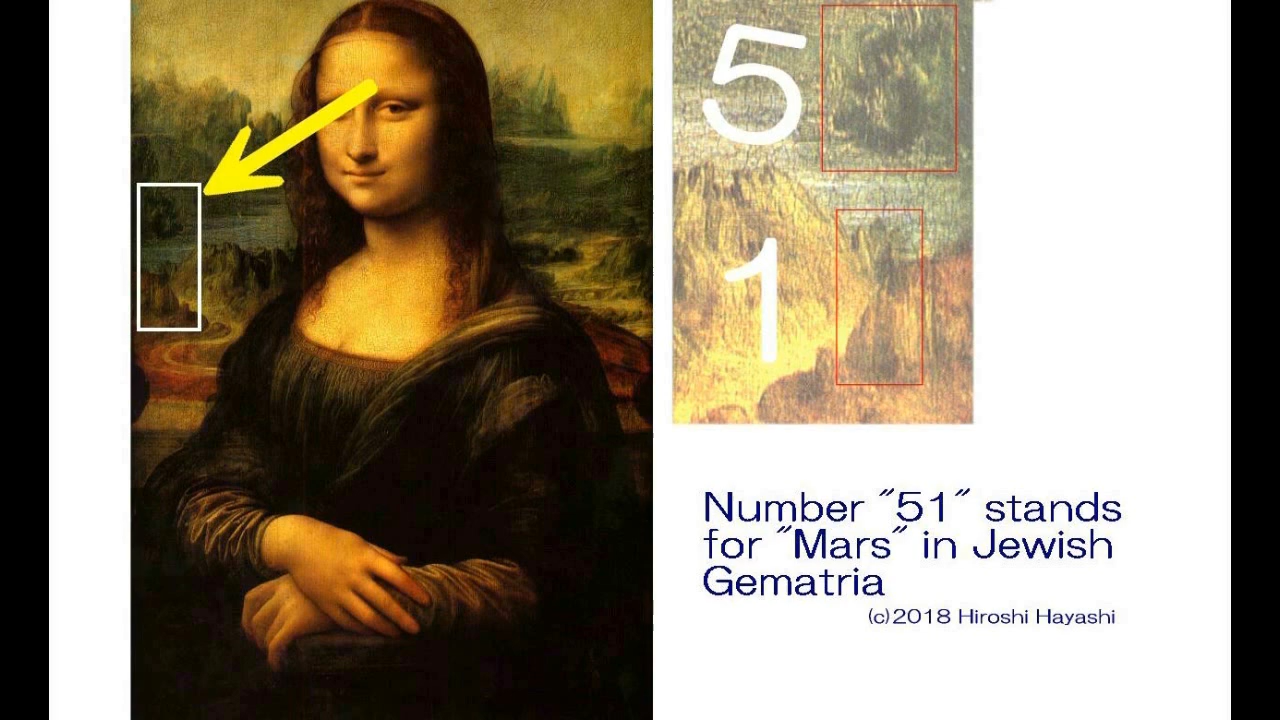 5
1
Number "51" stands
for "Mars" in Jewish
Gematria
(c)2018 Hiroshi Hayashi